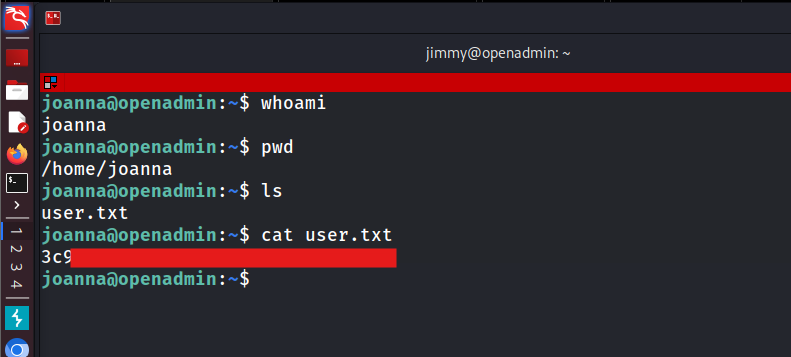 jimmy@openadmin: ~
joanna@openadmin:~$ whoami
joanna
joanna@openadmin:~$ pwd
/home/joanna
joanna@openadmin:~$ ls
user.txt
joanna@openadmin:~$ cat user.txt
3c9
joanna@openadmin:~$
1
2
3
4